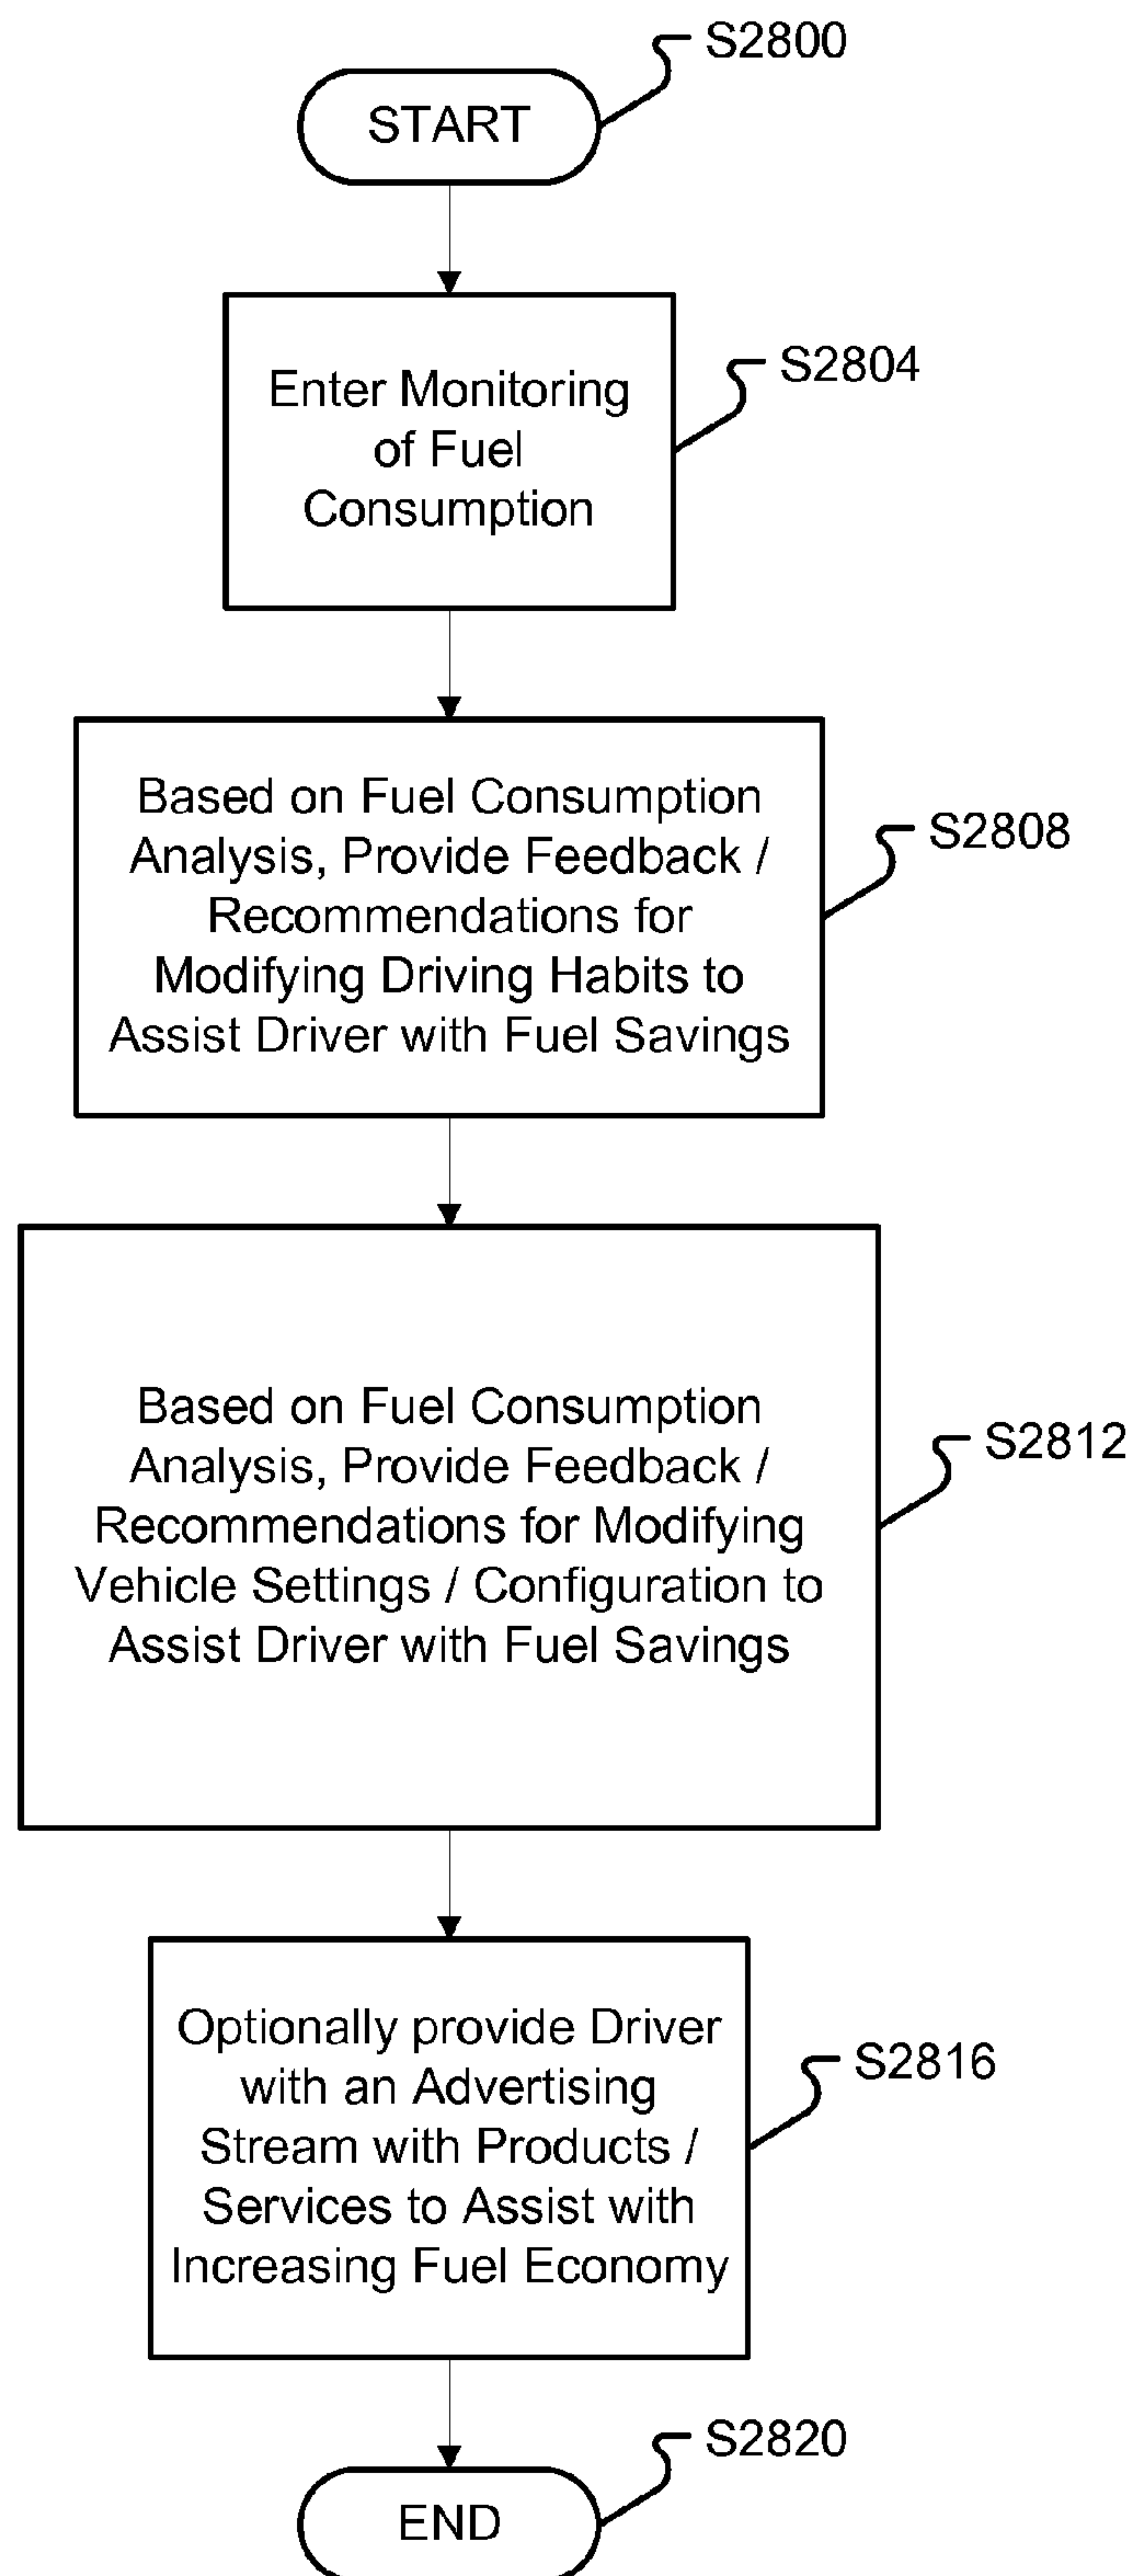 S2800
START
S2804
Enter Monitoring
of Fuel
Consumption
S2808
Based on Fuel Consumption
Analysis, Provide Feedback /
Recommendations for
Modifying Driving Habits to
Assist Driver with Fuel Savings
S2812
Based on Fuel Consumption
Analysis, Provide Feedback /
Recommendations for Modifying
Vehicle Settings / Configuration to
Assist Driver with Fuel Savings
S2816
Optionally provide Driver
with an Advertising
Stream with Products /
Services to Assist with
Increasing Fuel Economy
S2820
END